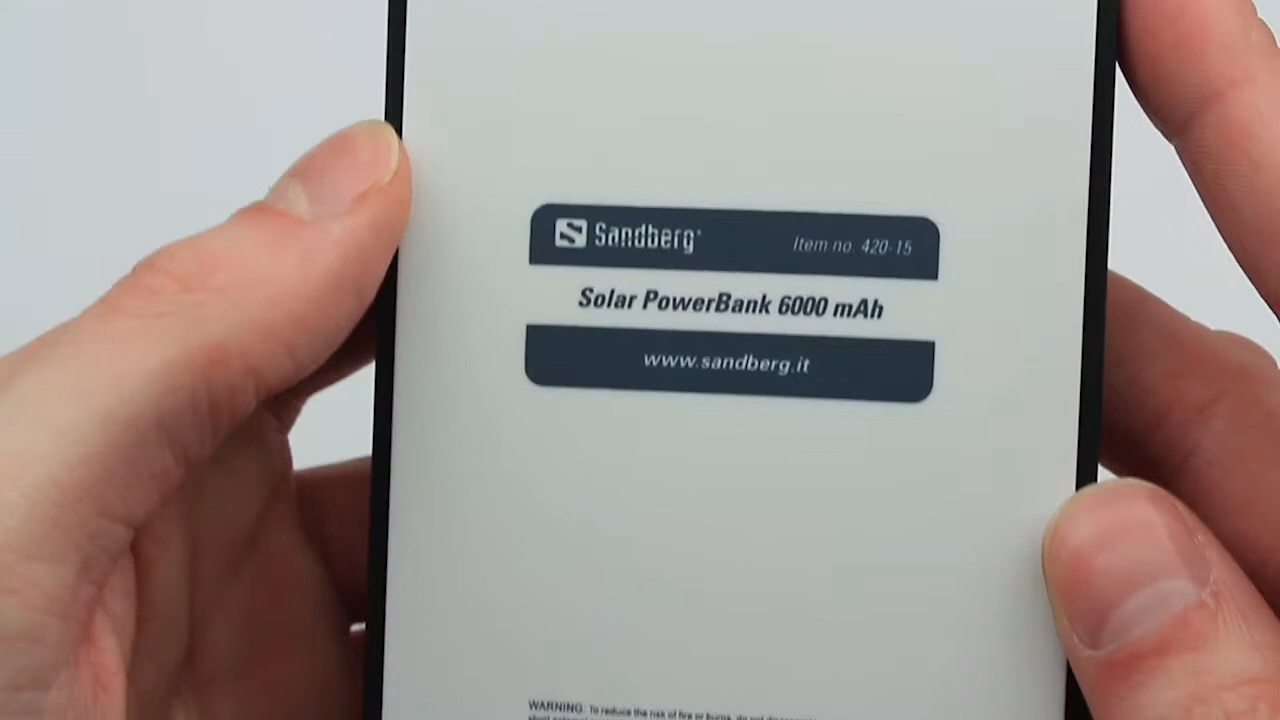 Sandberg
Item no. 420-15
Solar PowerBank 6000 mAh
www.sandberg.it
WARNING: To reduce the risk of fire or burns, do not